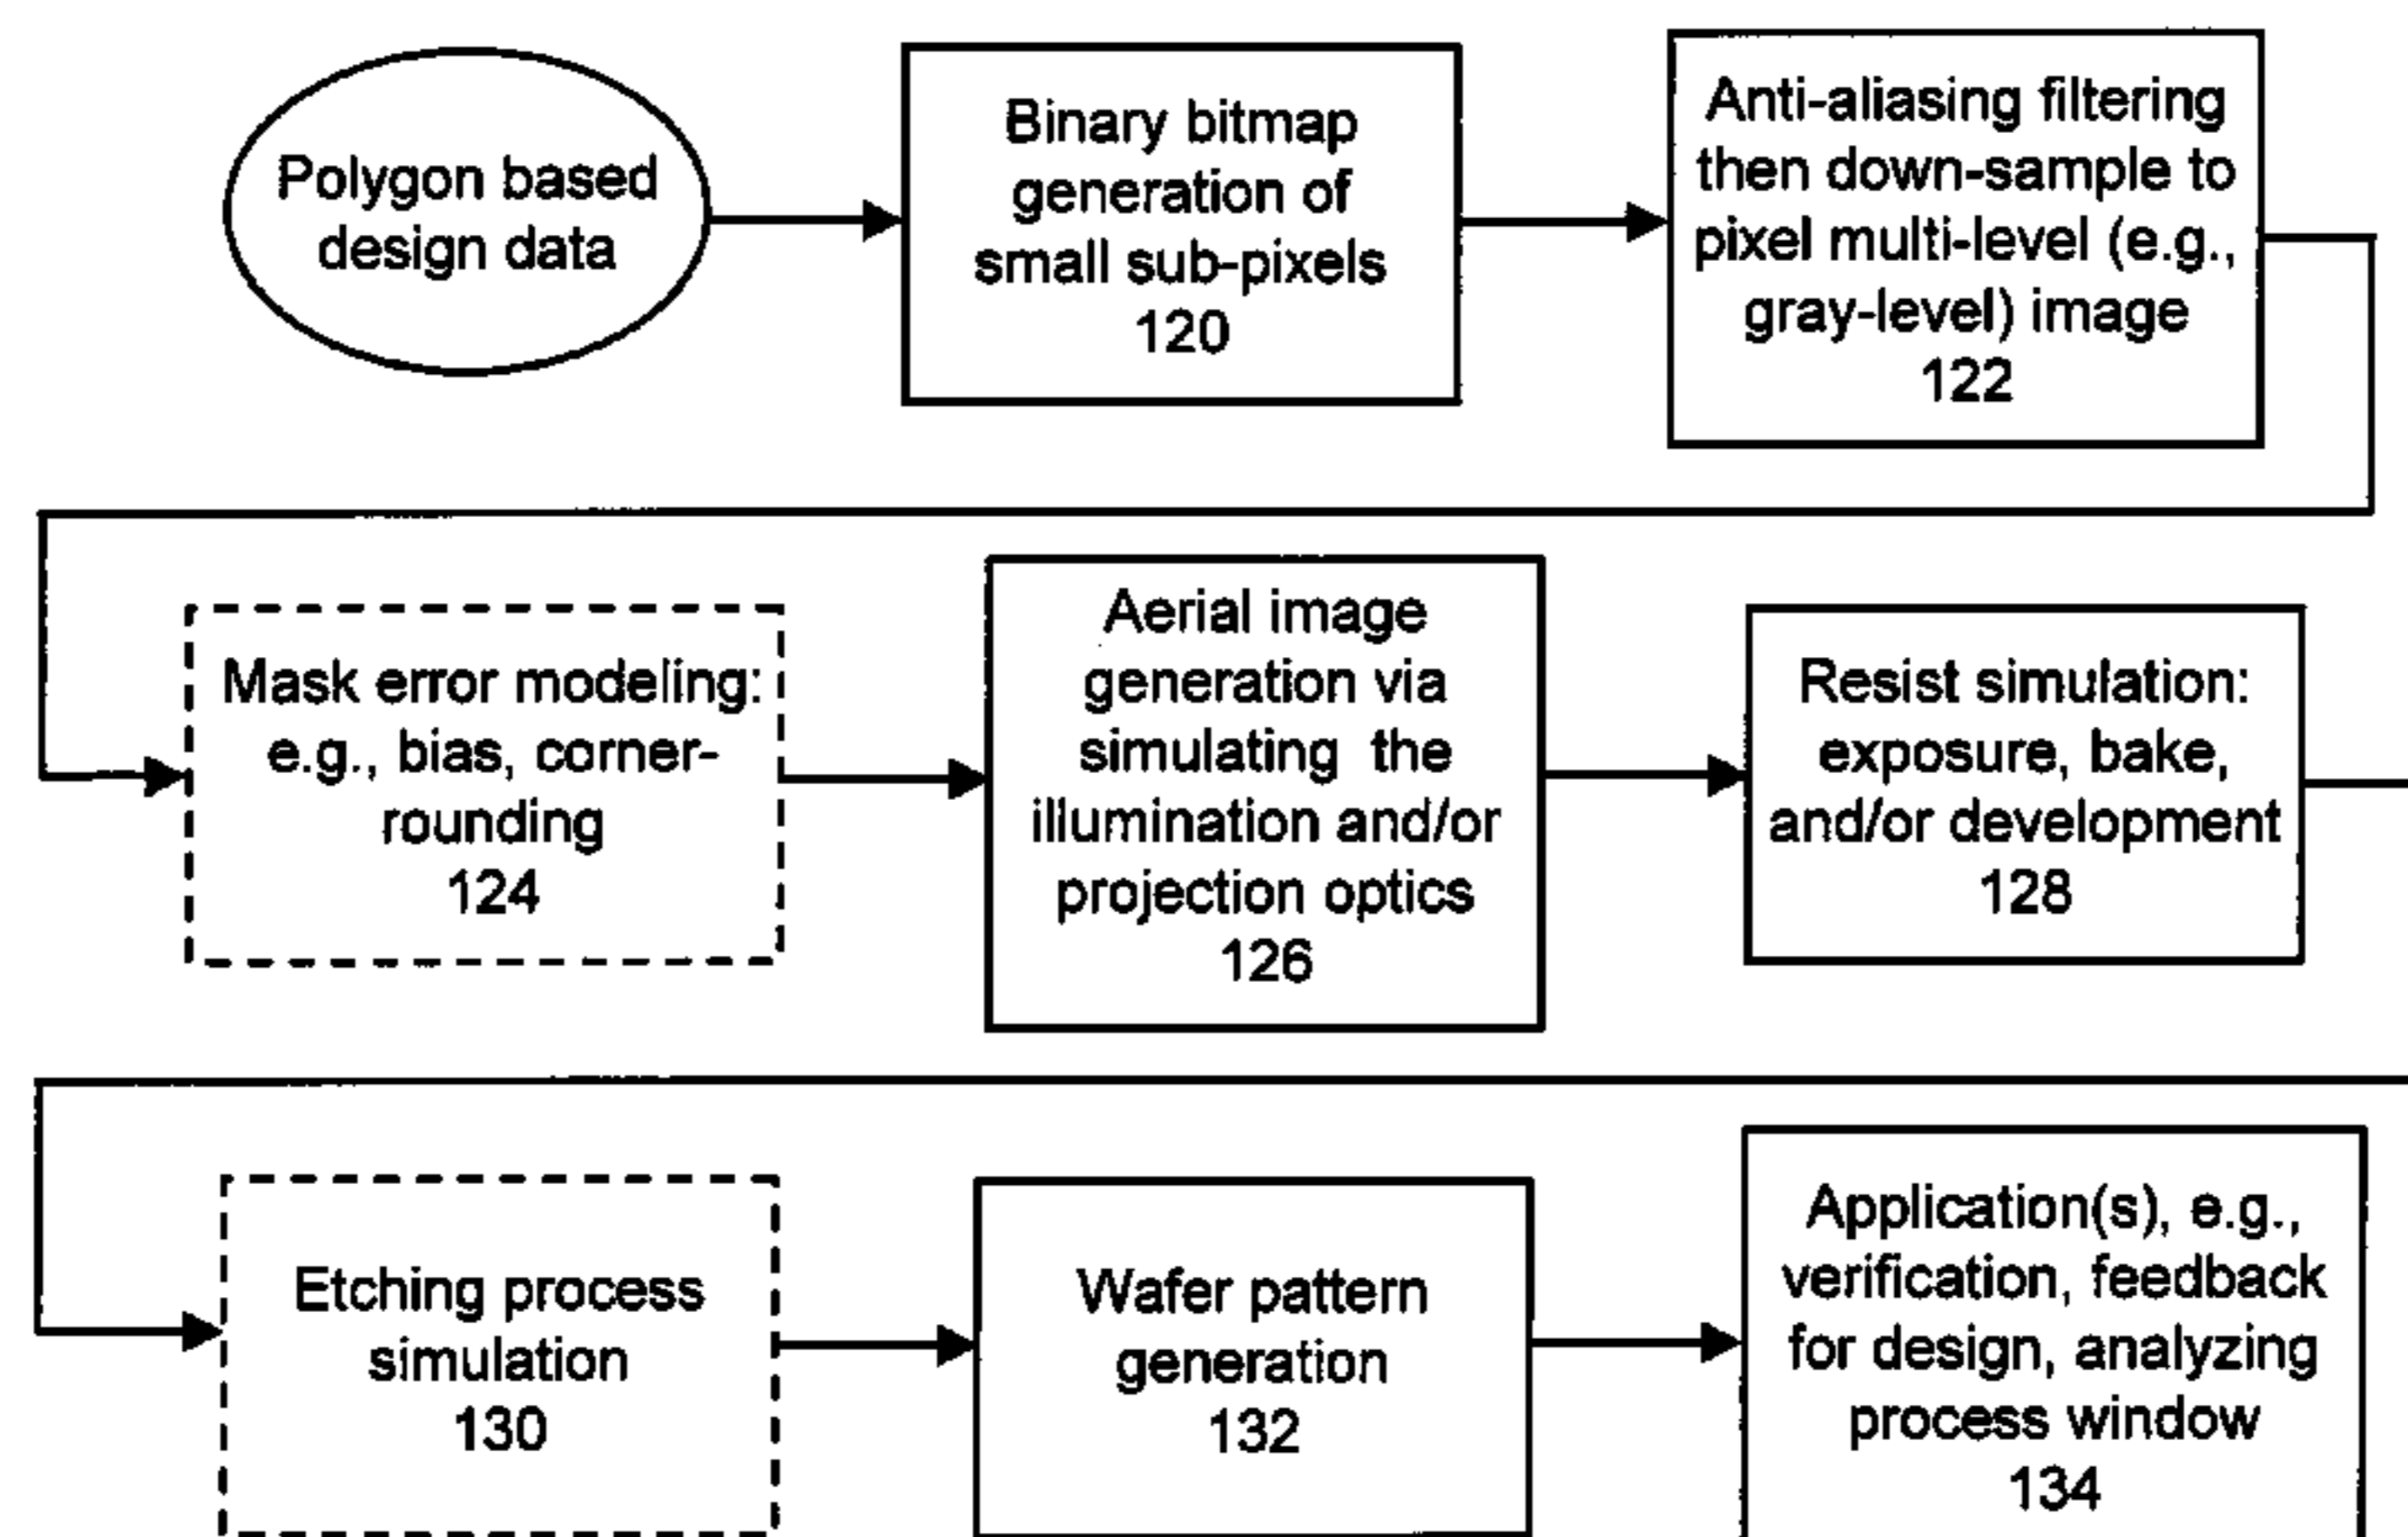 Polygon based
design data
Binary bitmap
generation of
small sub-pixels
120
Anti-aliasing filtering
then down-sample to
pixel multi-level (e.g.,
gray-level) image
122
Mask error modeling:
e.g., bias, corner-
rounding
124
Aerial image
generation via
simulating the
illumination and/or
projection optics
126
Resist simulation:
exposure, bake,
and/or development
128
Etching process
simulation
130
Wafer pattern
generation
132
Application(s), e.g.,
verification, feedback
for design, analyzing
process window
134